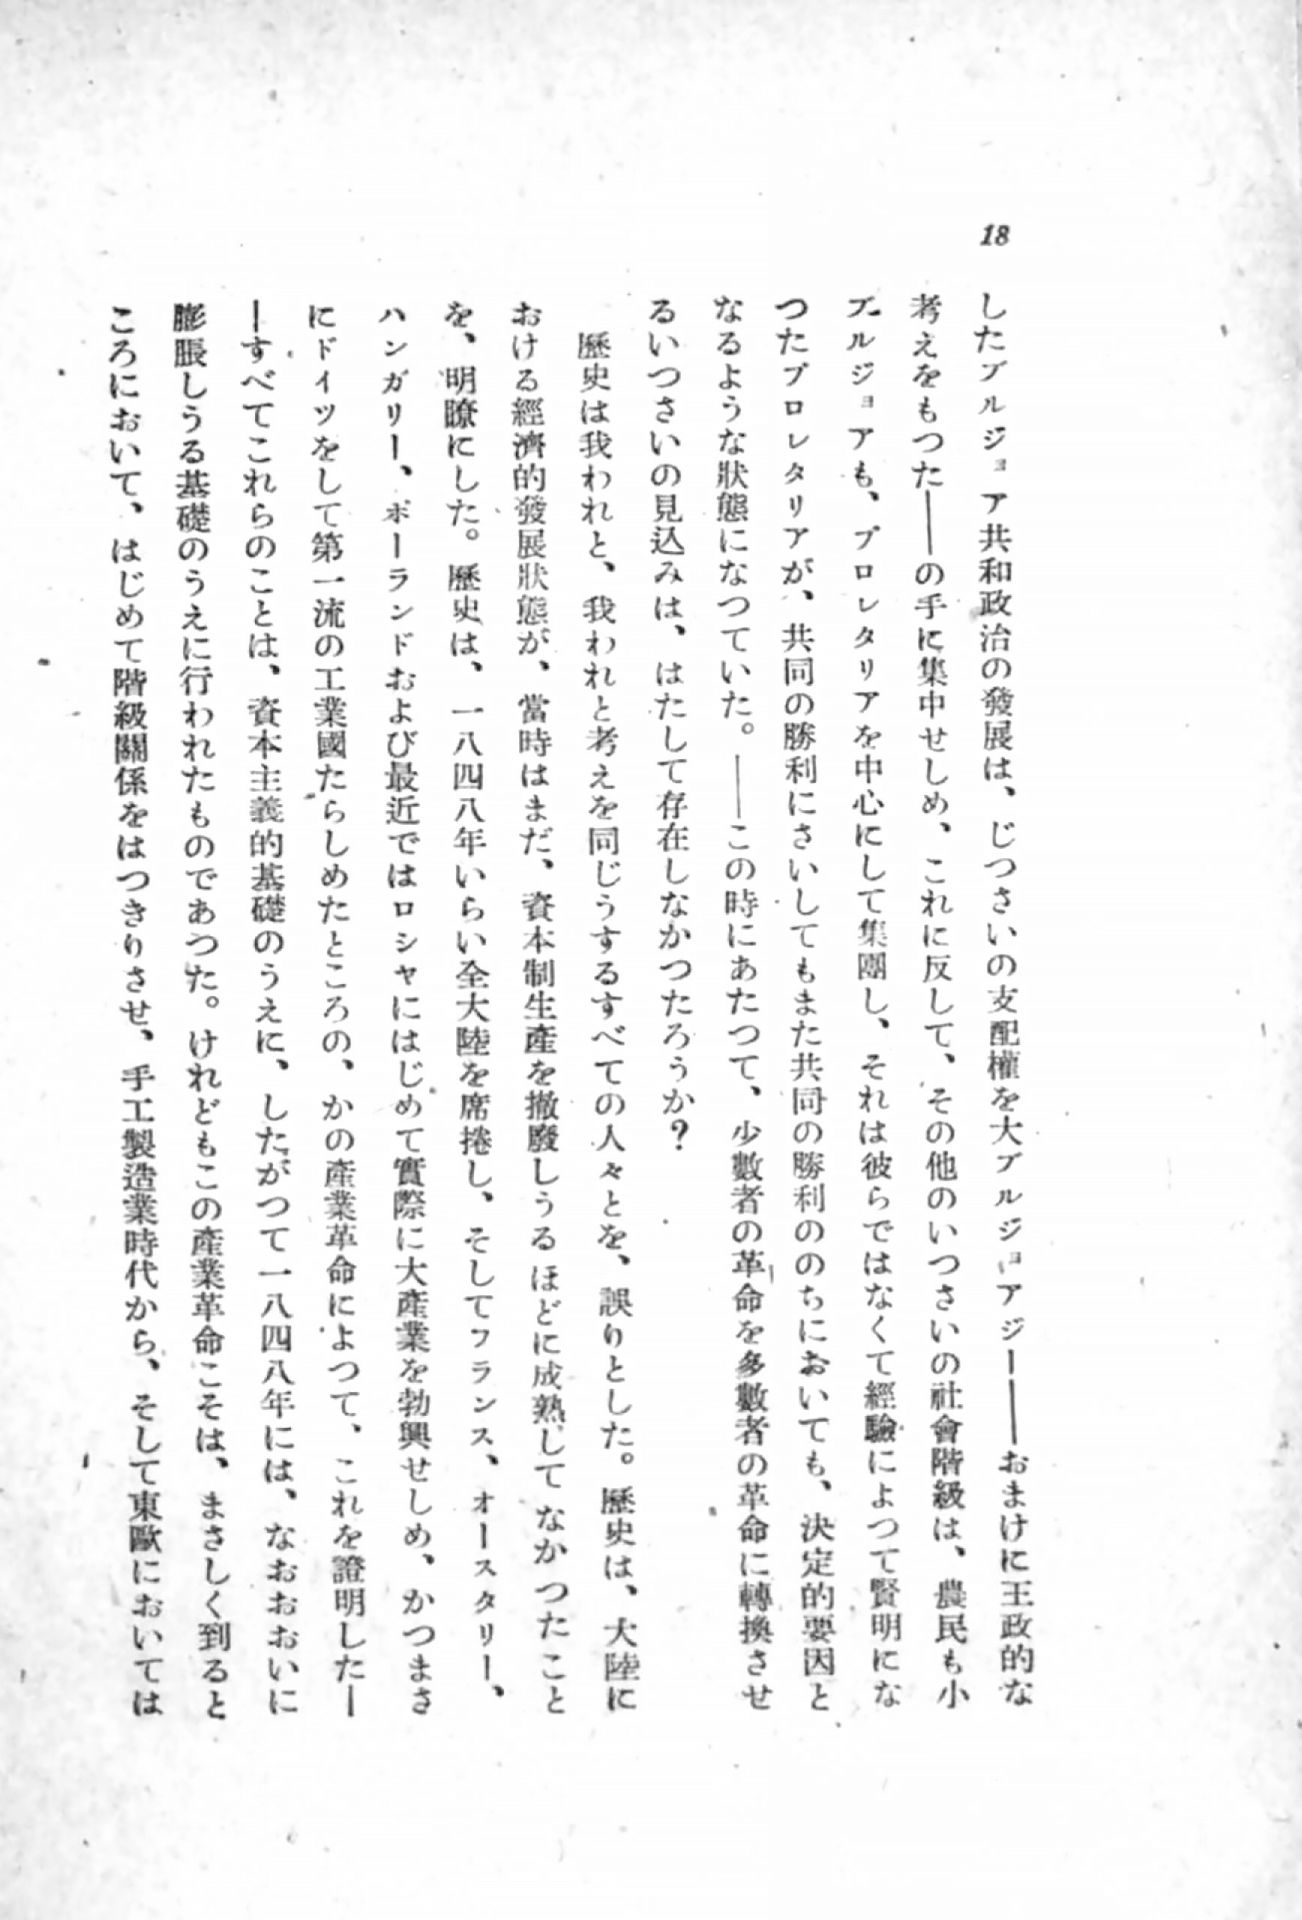 18
したブルジョア共和政治の發展は、じつさいの支配權を大ブルジョアジー――おまけに王政的な
考えをもつた――の手に集中せしめ、これに反して、その他のいつさいの社會階級は、農民も小
ブルジョアも、プロレタリアを中心にして集團し、それは彼らではなくて經驗によつて賢明にな
つたプロレタリアが、共同の勝利にさいしてもまた共同の勝利ののちにおいても、決定的要因と
なるような狀態になつていた。――この時にあたつて、少數者の革命を多數者の革命に轉換させ
るいつさいの見込みは、はたして存在しなかつたろうか?
歷史は我われと、我われと考えを同じうするすべての人々とを、誤りとした。歷史は、大陸に
おける經濟的發展狀態が、當時はまだ、資本制生產を撤廢しうるほどに成熟してなかつたこと
を、明瞭にした。歷史は、一八四八年いらい全大陸を席捲し、そしてフランス、オースタリー、
ハンガリー、ポーランドおよび最近ではロシヤにはじめて實際に大產業を勃興せしめ、かつまさ
にドイツをして第一流の工業國たらしめたところの、かの產業革命によつて、これを證明した―
―すべてこれらのことは、資本主義的基礎のうえに、したがつて一八四八年には、なおおおいに
膨脹しうる基礎のうえに行われたものであつた。けれどもこの產業革命こそは、まさしく到ると
ころにおいて、はじめて階級關係をはつきりさせ、手工製造業時代から、そして東歐においては